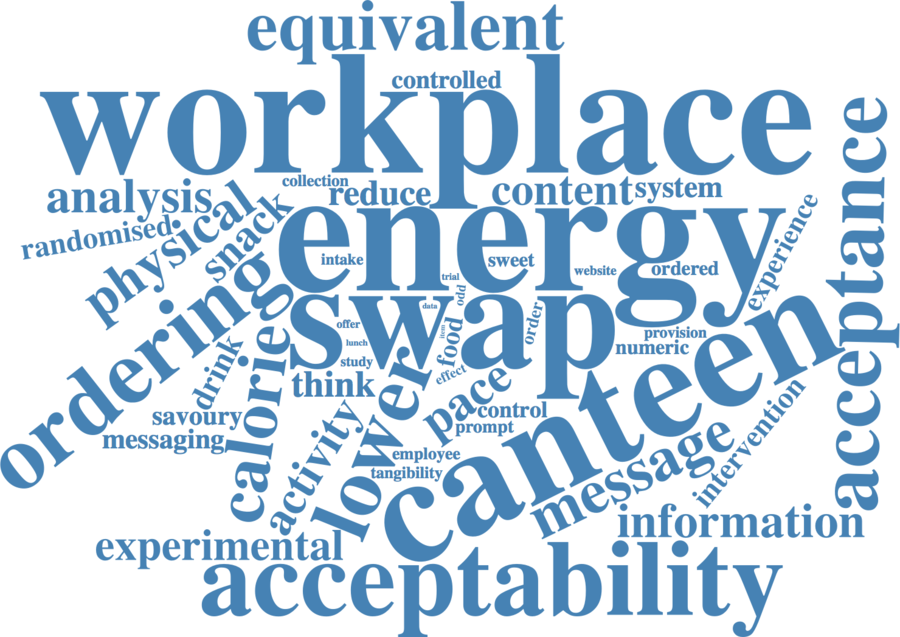 equivalent
controlled
workplace
collection
analysis
reduce
content
system
randomised
physical
snack
energy
experience
acceptance
intake
trial
sweet
website
ordered
odd
data
swap
offer
lunch
item
food
order
provision
numeric
ordering
drink
calorie
study
effect
think
lower
pace
canteen
savoury
messaging
activity
control
prompt
employee
tangibility
message
intervention
information
experimental
acceptability